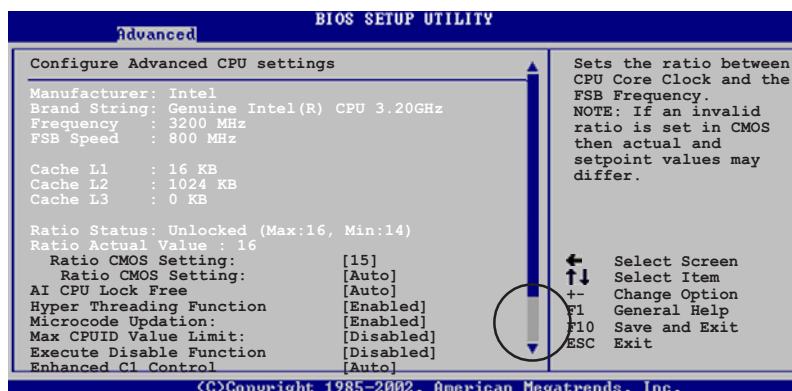 BIOS SETUP UTILITY
Advanced
Configure Advanced CPU settings
Manufacturer: Intel
Brand String: Genuine Intel(R) CPU 3.20GHz
Frequency : 3200 MHz
FSB Speed : 800 MHz
Cache L1 : 16 KB
Cache L2 : 1024 KB
Cache L3 : 0 KB
Ratio Status: Unlocked (Max:16, Min:14)
Ratio Actual Value : 16
Ratio CMOS Setting: [15]
Ratio CMOS Setting: [Auto]
AI CPU Lock Free [Auto]
Hyper Threading Function [Enabled]
Microcode Updation: [Enabled]
Max CPUID Value Limit: [Disabled]
Execute Disable Function [Disabled]
Enhanced C1 Control [Auto]
Sets the ratio between
CPU Core Clock and the
FSB Frequency.
NOTE: If an invalid
ratio is set in CMOS
then actual and
setpoint values may
differ.
← Select Screen
↑↓ Select Item
+- Change Option
F1 General Help
F10 Save and Exit
ESC Exit
(C)Copyright 1985-2002, American Megatrends, Inc.